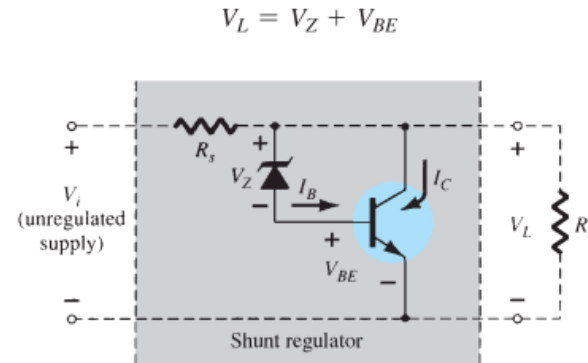 V_L = V_Z + V_BE
R_s
+
+
+
V_Z
I_B
I_C
V_i
(unregulated
supply)
−
+
V_BE
−
V_L
R
−
−
Shunt regulator